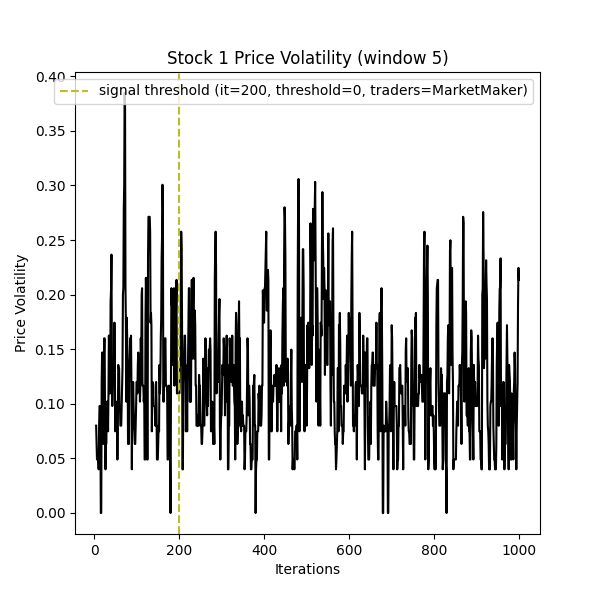 Stock 1 Price Volatility (window 5)
signal threshold (it=200, threshold=0, traders=MarketMaker)
0.40
0.35
0.30
0.25
0.20
0.15
0.10
0.05
0.00
Price Volatility
0 200 400 600 800 1000
Iterations